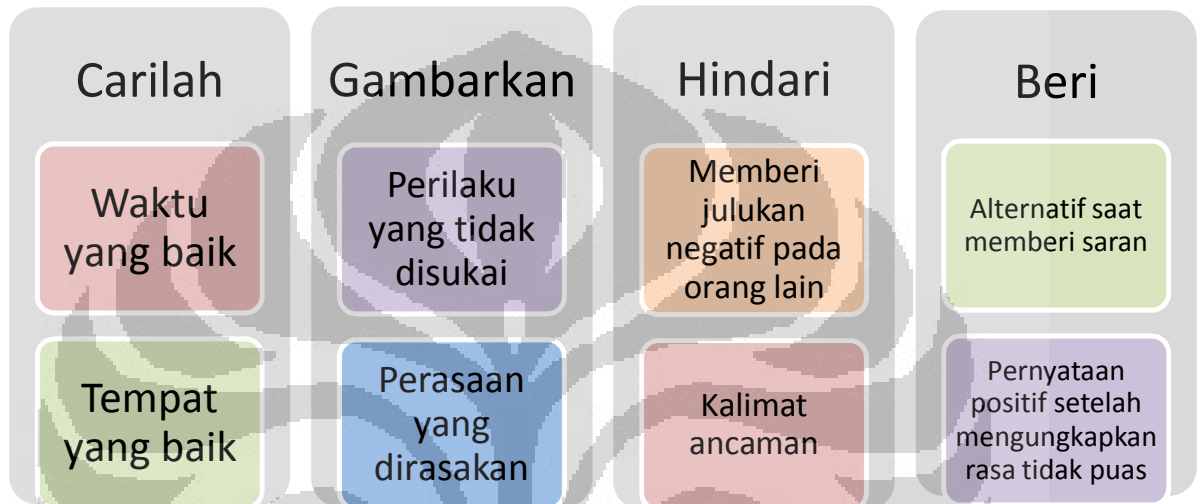 Carilah
Waktu
yang baik
Tempat
yang baik
Gambarkan
Perilaku
yang tidak
disukai
Perasaan
yang
dirasakan
Hindari
Memberi
julukan
negatif pada
orang lain
Kalimat
ancaman
Beri
Alternatif saat
memberi saran
Pernyataan
positif setelah
mengungkapkan
rasa tidak puas